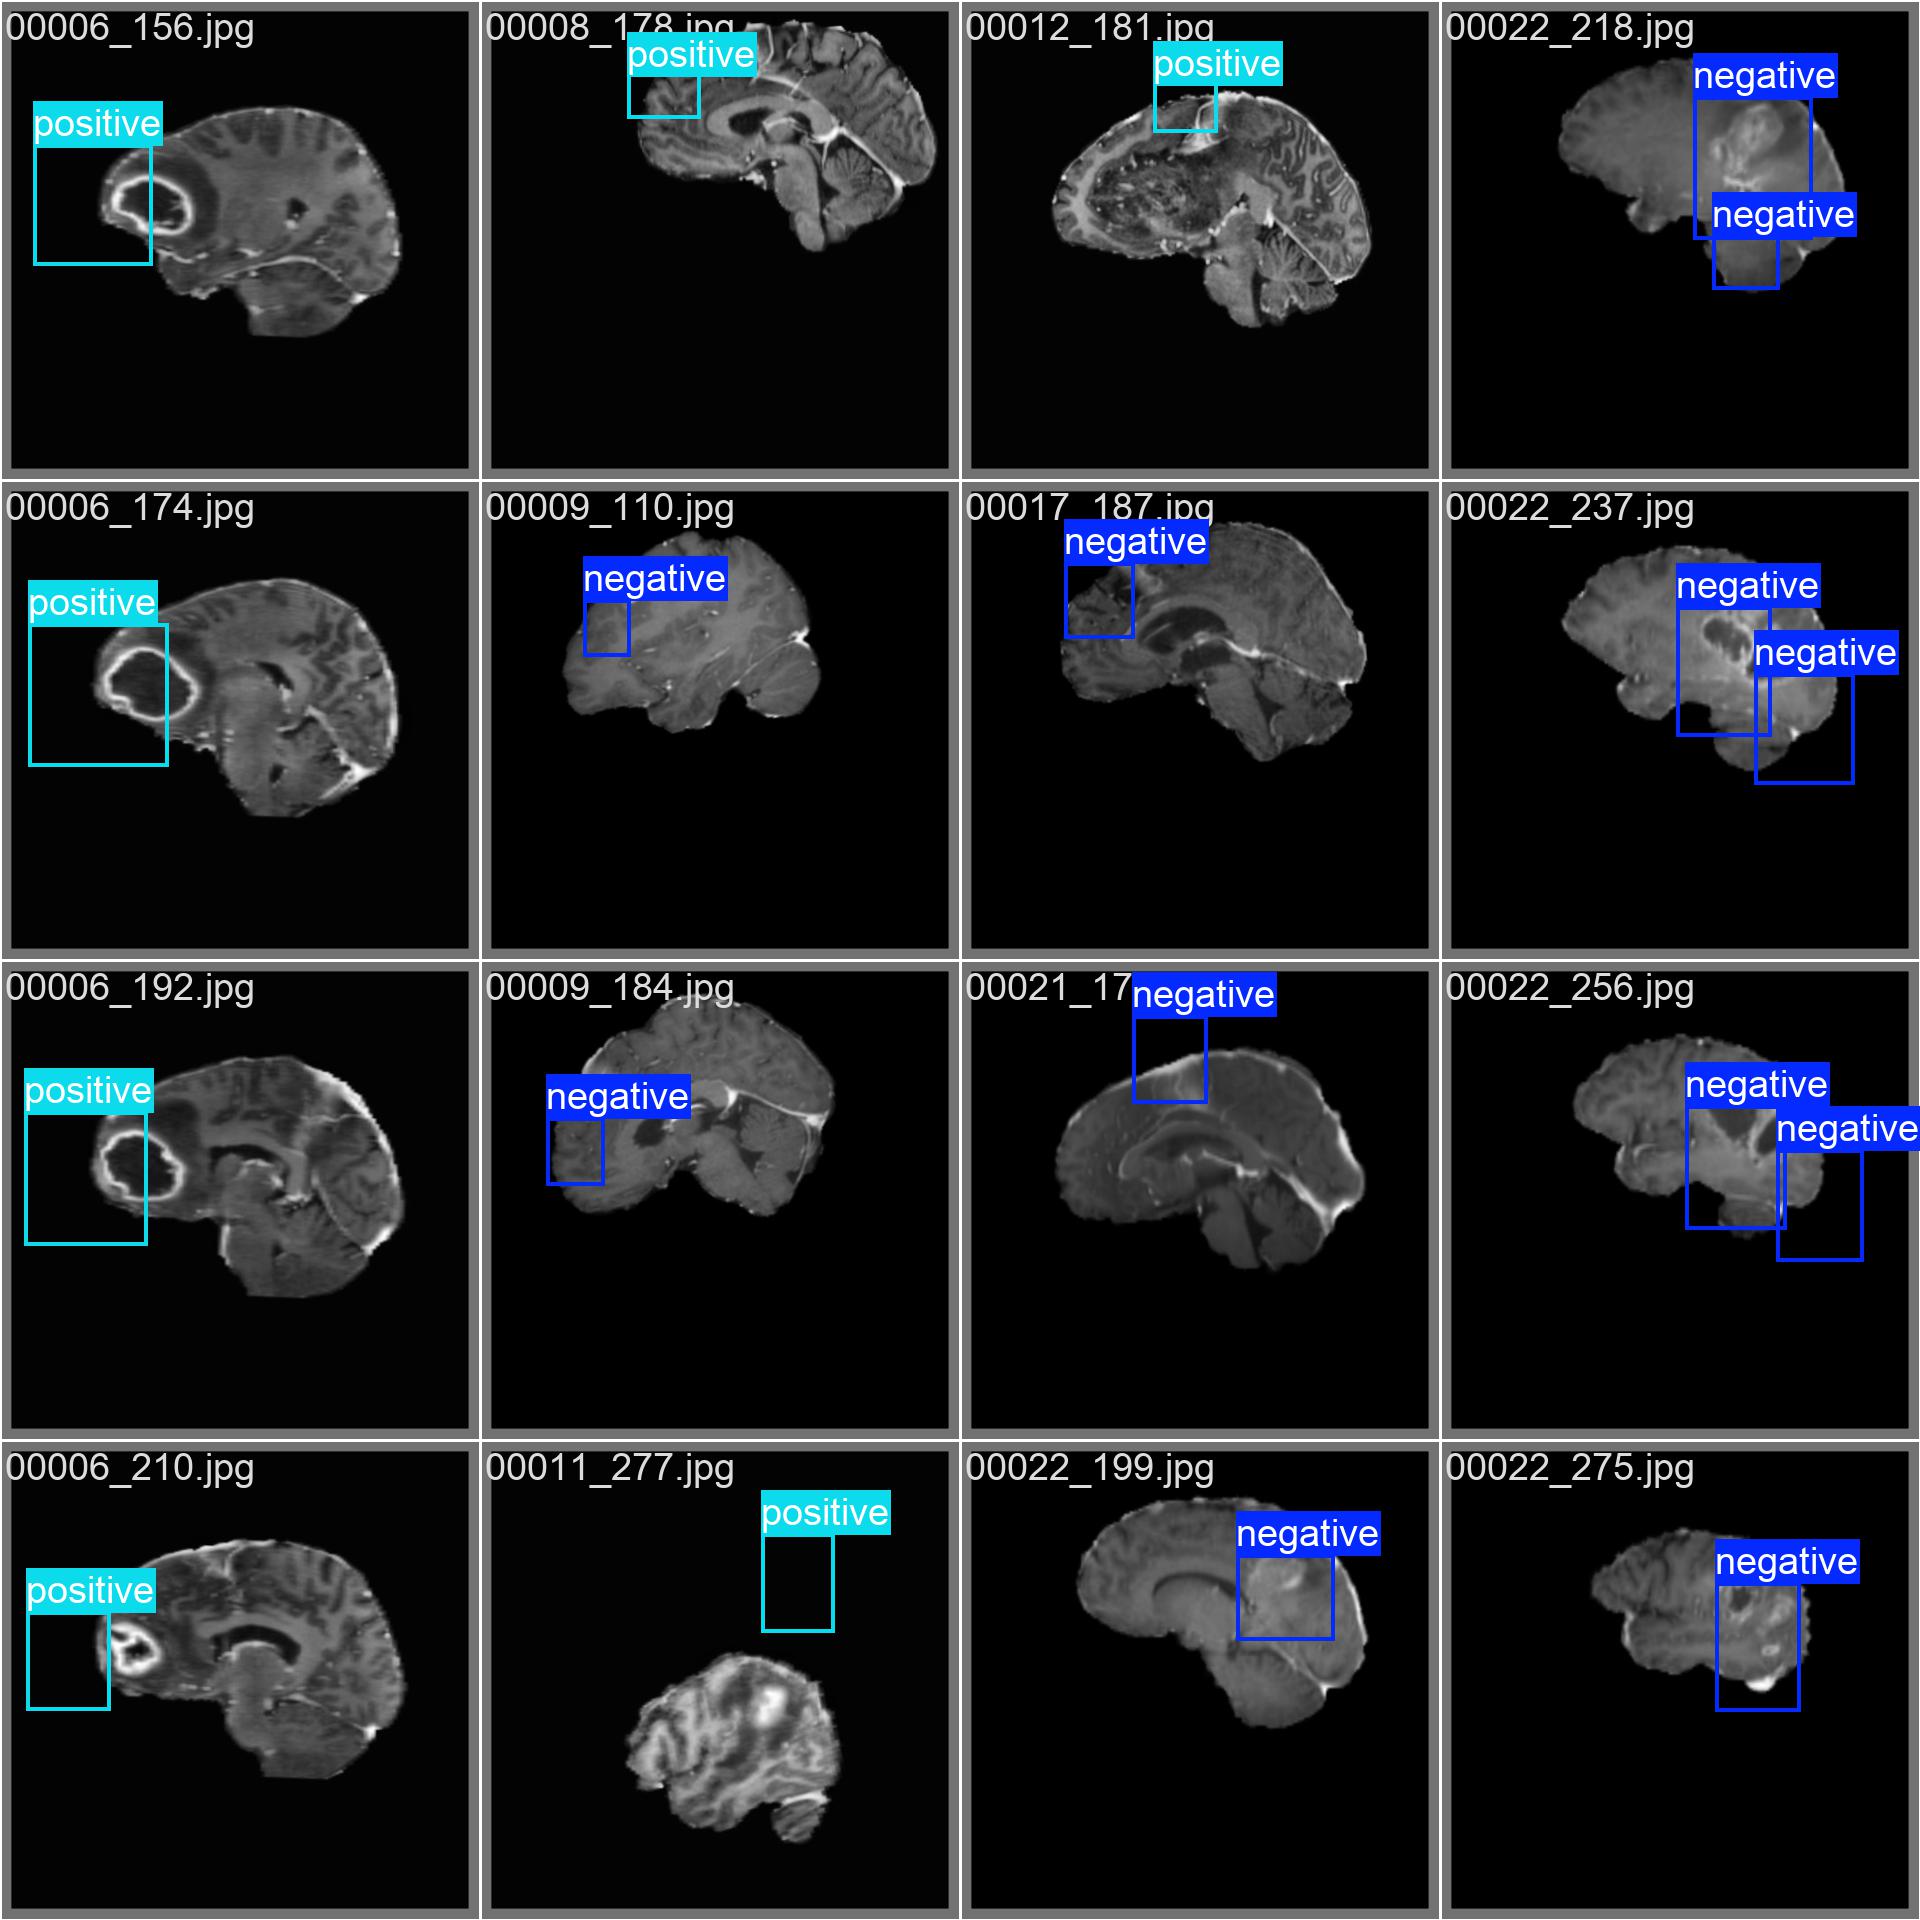 00006_156.jpg
positive
00008_178.jpg
positive
00012_181.jpg
positive
00022_218.jpg
negative
negative
00006_174.jpg
positive
00009_110.jpg
negative
00017_187.jpg
negative
00022_237.jpg
negative
negative
00006_192.jpg
positive
00009_184.jpg
negative
00021_17
negative
00022_256.jpg
negative
negative
00006_210.jpg
positive
00011_277.jpg
positive
00022_199.jpg
negative
00022_275.jpg
negative